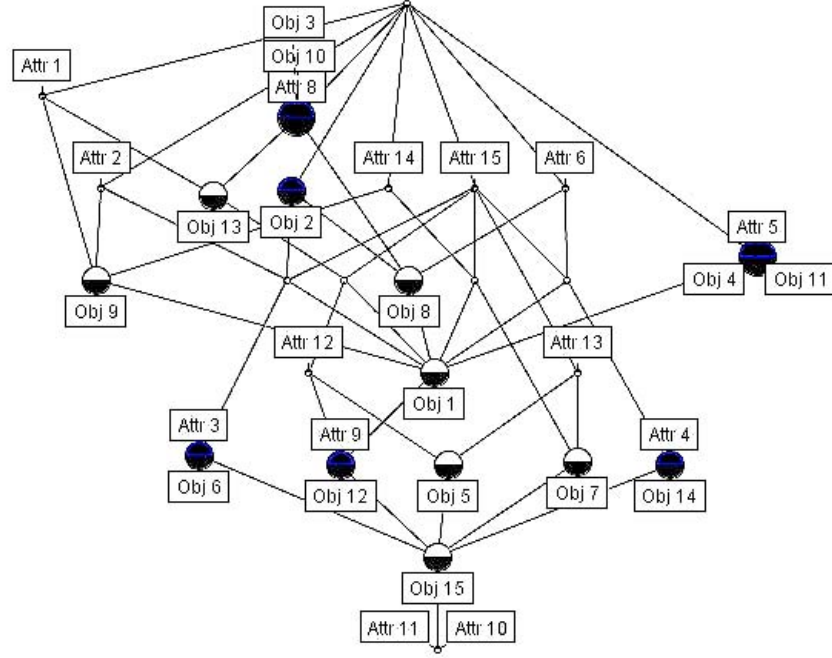 Obj 3
Obj 10
Attr 8
Attr 1
Attr 2
Attr 14
Attr 15
Attr 6
Obj 13
Obj 2
Attr 5
Obj 4
Obj 11
Obj 9
Obj 8
Attr 12
Attr 13
Obj 1
Attr 3
Attr 9
Attr 4
Obj 6
Obj 12
Obj 5
Obj 7
Obj 14
Obj 15
Attr 11
Attr 10